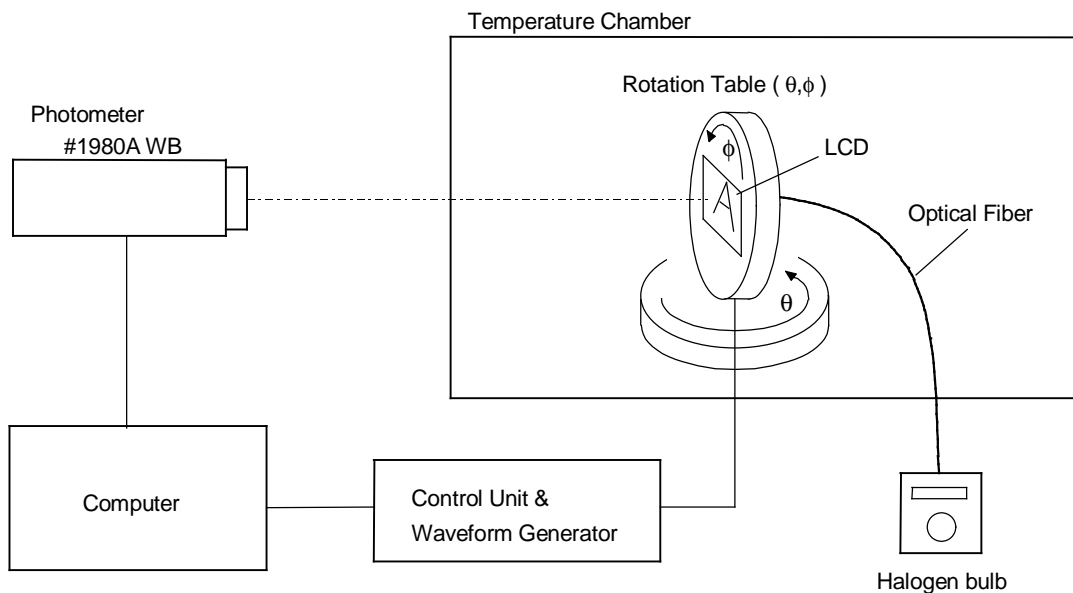 Temperature Chamber
Rotation Table ( θ,ϕ )
Photometer
#1980A WB
ϕ
LCD
A
Optical Fiber
θ
Computer
Control Unit &
Waveform Generator
Halogen bulb